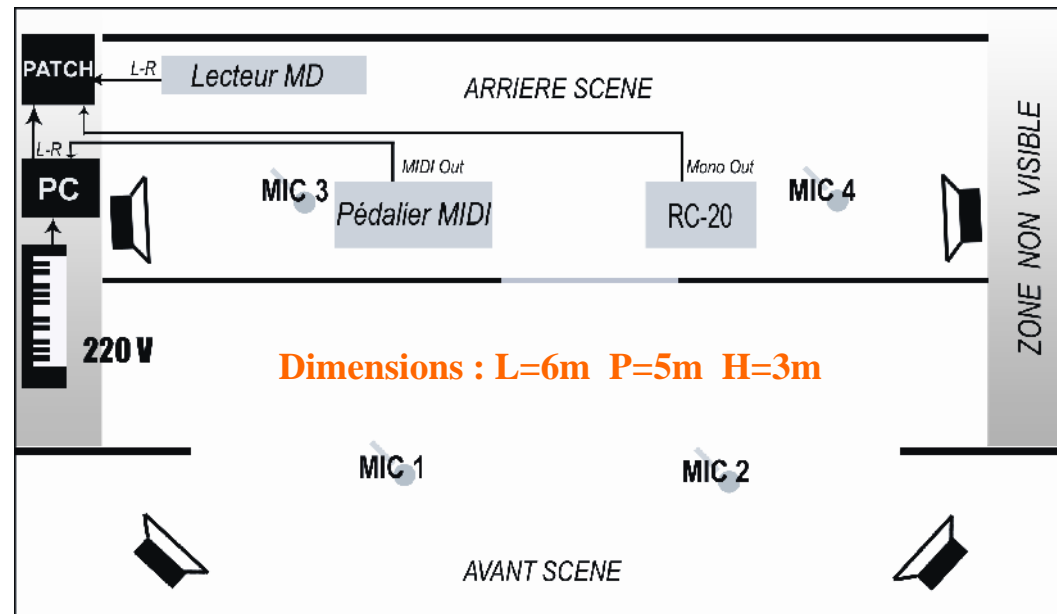 PATCH
L-R
Lecteur MD
ARRIERE SCENE
L-R
PC
MIC 3
MIDI Out
Pédalier MIDI
Mono Out
RC-20
MIC 4
ZONE NON VISIBLE
220 V
Dimensions : L=6m P=5m H=3m
MIC 1
MIC 2
AVANT SCENE